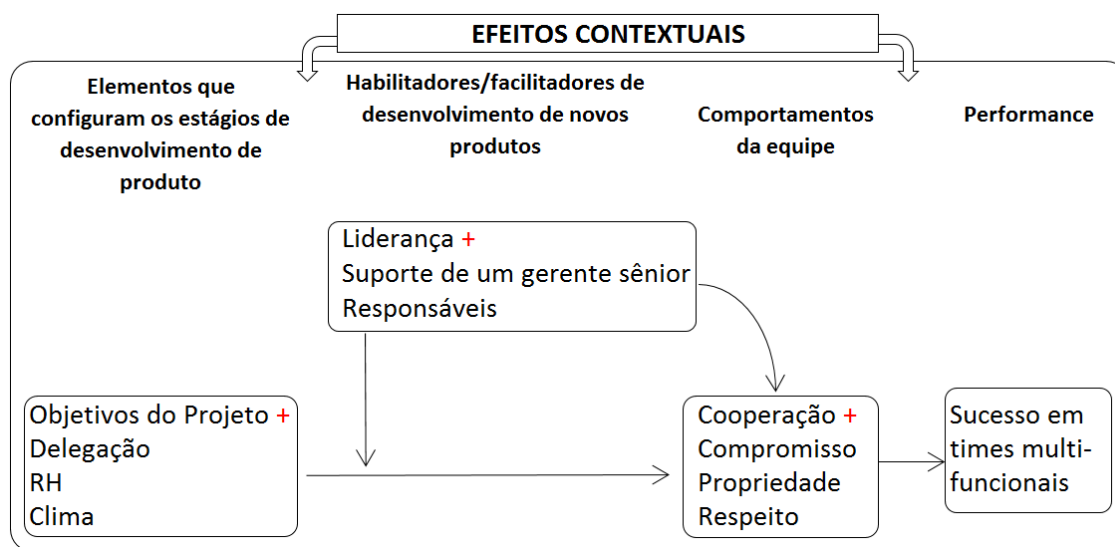 EFEITOS CONTEXTUAIS
Elementos que
configuram os estágios de
desenvolvimento de
produto
Habilitadores/facilitadores de
desenvolvimento de novos
produtos
Comportamentos
da equipe
Performance
Liderança +
Suporte de um gerente sênior
Responsáveis
Objetivos do Projeto +
Delegação
RH
Clima
Cooperação +
Compromisso
Propriedade
Respeito
Sucesso em
times multi-
funcionais